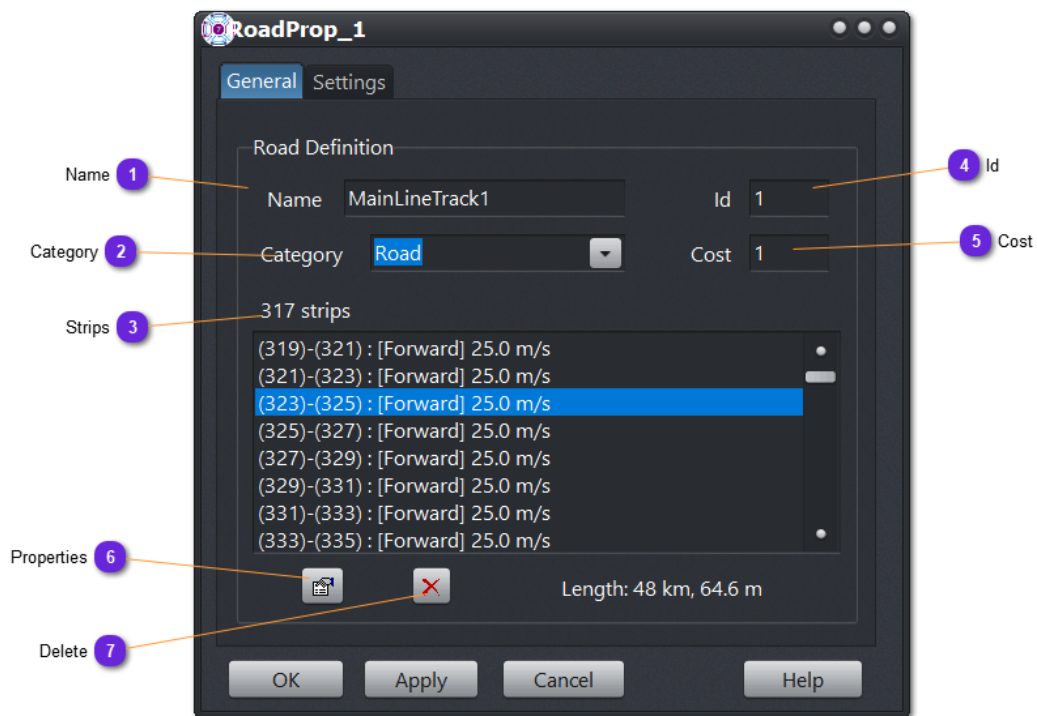 RoadProp_1
General Settings
Road Definition
Name 1
4 Id
Name MainLineTrack1 Id 1
Category 2
Category Road Cost 1
5 Cost
317 strips
Strips 3
(319)-(321) : [Forward] 25.0 m/s
(321)-(323) : [Forward] 25.0 m/s
(323)-(325) : [Forward] 25.0 m/s
(325)-(327) : [Forward] 25.0 m/s
(327)-(329) : [Forward] 25.0 m/s
(329)-(331) : [Forward] 25.0 m/s
(331)-(333) : [Forward] 25.0 m/s
(333)-(335) : [Forward] 25.0 m/s
Properties 6
Length: 48 km, 64.6 m
Delete 7
OK Apply Cancel Help